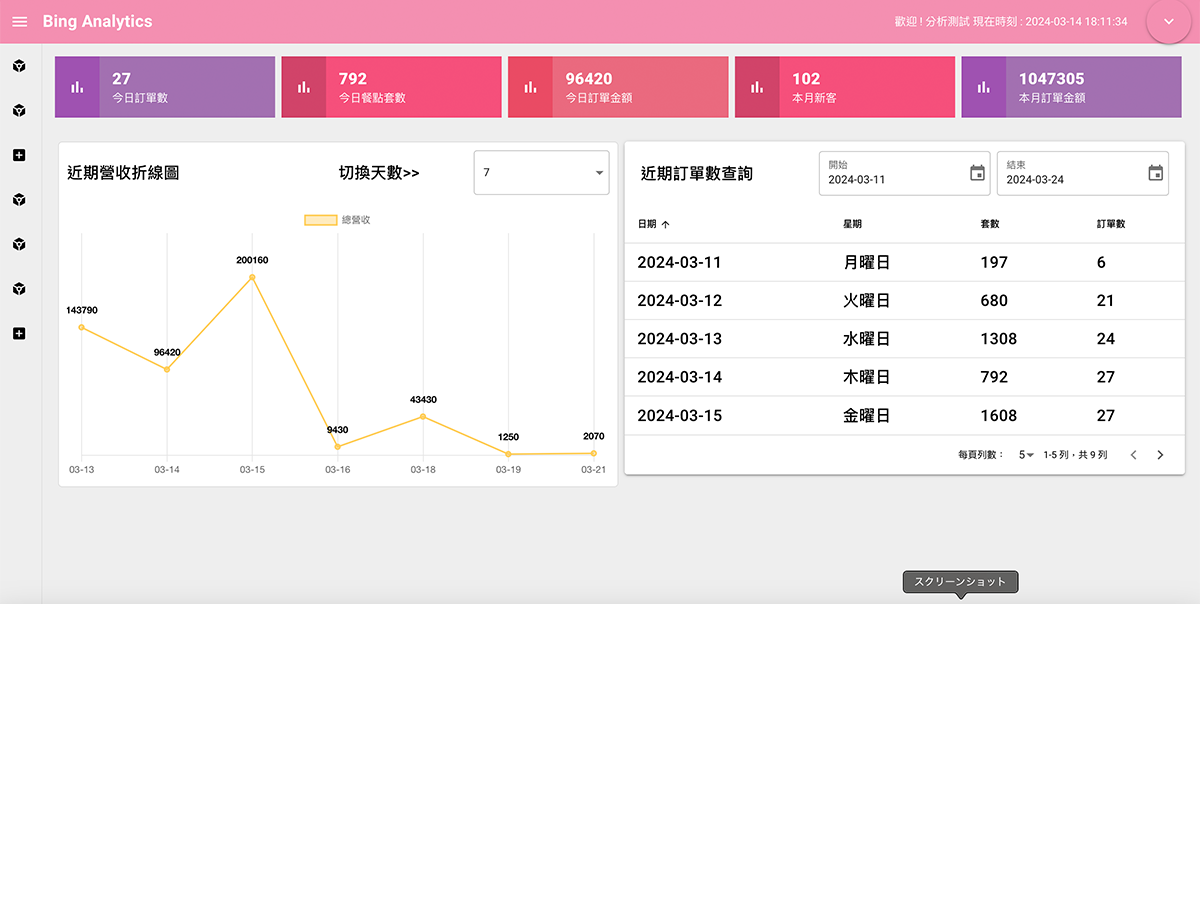 Bing Analytics
歡迎 ! 分析測試 現在時刻 : 2024-03-14 18:11:34
27
今日訂單數
792
今日餐點套數
96420
今日訂單金額
102
本月新客
1047305
本月訂單金額
近期營收折線圖
切換天數>>
7
總營收
143790
96420
200160
9430
43430
1250
2070
03-13
03-14
03-15
03-16
03-18
03-19
03-21
近期訂單數查詢
開始
2024-03-11
結束
2024-03-24
日期 星期 套數 訂單數
2024-03-11 月曜日 197 6
2024-03-12 火曜日 680 21
2024-03-13 水曜日 1308 24
2024-03-14 木曜日 792 27
2024-03-15 金曜日 1608 27
每頁列數： 5 1-5 列，共 9 列
スクリーンショット